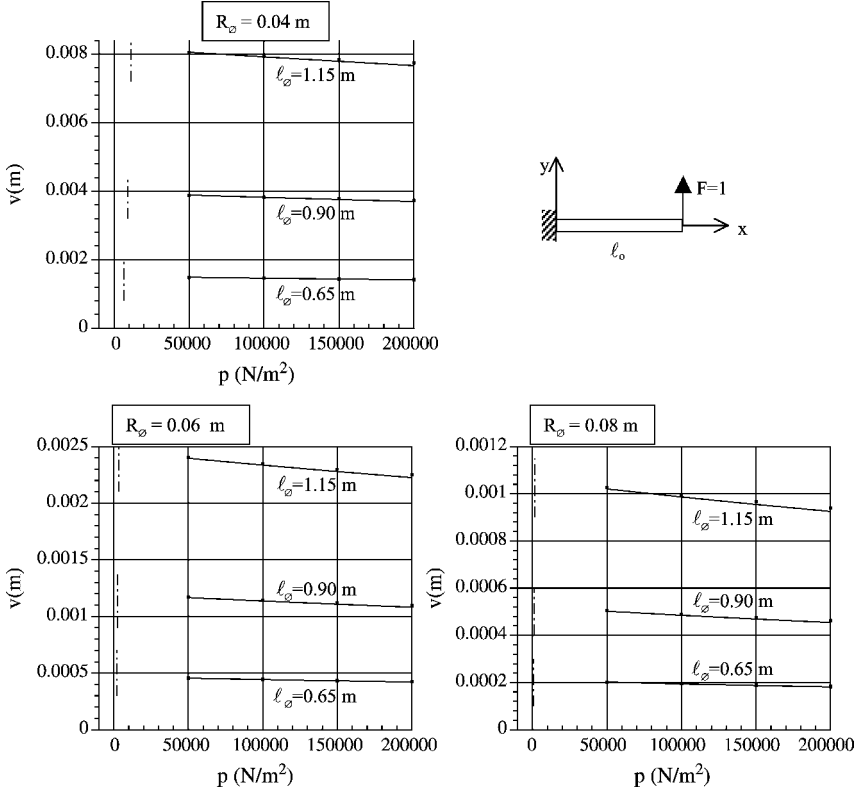 R⌀ = 0.04 m
0.008
0.006
0.004
0.002
0
v(m)
ℓ⌀=1.15 m
ℓ⌀=0.90 m
ℓ⌀=0.65 m
0 50000 100000 150000 200000
p (N/m²)
y
F=1
x
ℓo
R⌀ = 0.06 m
0.0025
0.002
0.0015
0.001
0.0005
0
v(m)
ℓ⌀=1.15 m
ℓ⌀=0.90 m
ℓ⌀=0.65 m
0 50000 100000 150000 200000
p (N/m²)
R⌀ = 0.08 m
0.0012
0.001
0.0008
0.0006
0.0004
0.0002
0
v(m)
ℓ⌀=1.15 m
ℓ⌀=0.90 m
ℓ⌀=0.65 m
0 50000 100000 150000 200000
p (N/m²)